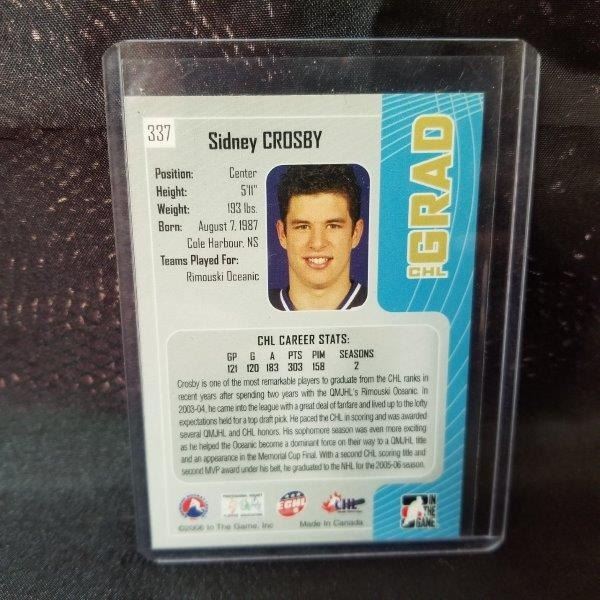 337
Sidney CROSBY
Position: Center
Height: 5'11"
Weight: 193 lbs.
Born: August 7, 1987
Cole Harbour, NS
Teams Played For:
Rimouski Oceanic
CHL GRAD
CHL CAREER STATS:
GP G A PTS PIM SEASONS
121 120 183 303 158 2
Crosby is one of the most remarkable players to graduate from the CHL ranks in
recent years after spending two years with the QMJHL's Rimouski Oceanic. In
2003-04, he came into the league with a great deal of fanfare and lived up to the lofty
expectations held for a top draft pick. He paced the CHL in scoring and was awarded
several QMJHL and CHL honors. His sophomore season was even more exciting
as he helped the Oceanic become a dominant force on their way to a QMJHL title
and an appearance in the Memorial Cup Final. With a second CHL scoring title and
second MVP award under his belt, he graduated to the NHL for the 2005-06 season.
ECHL
CHL
IN
THE
GAME
©2006 In The Game, Inc Made In Canada